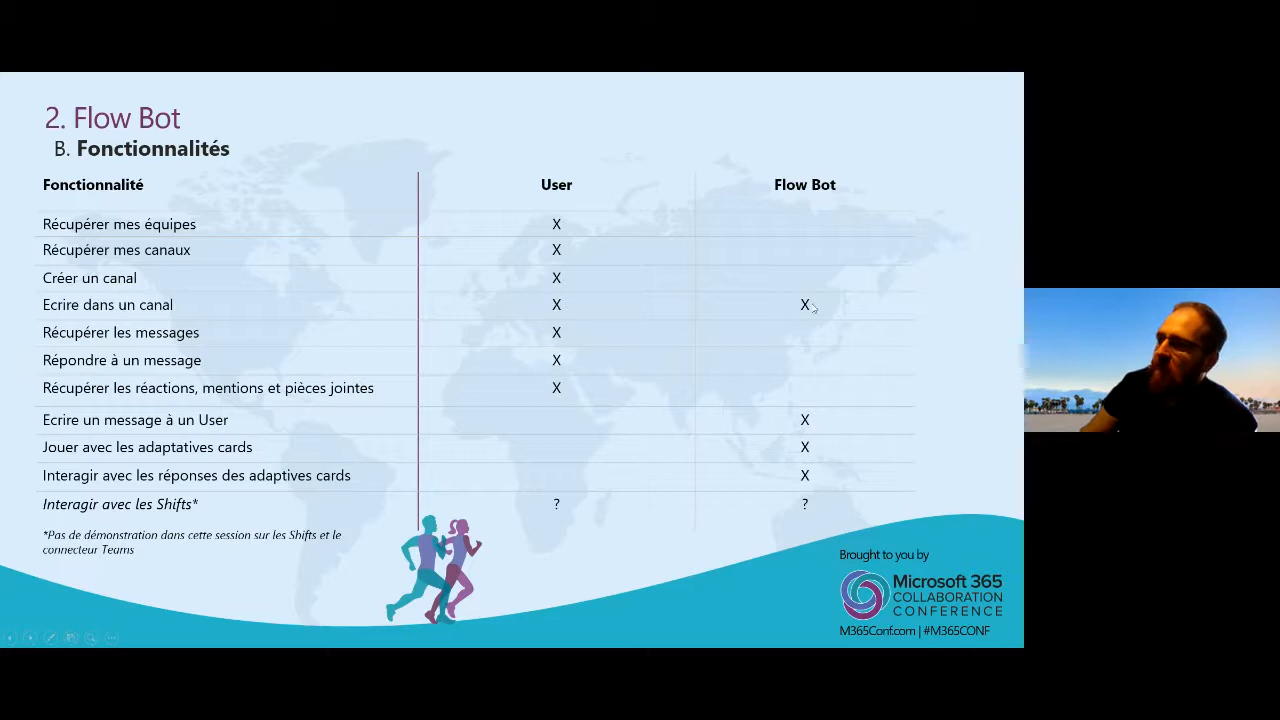 2. Flow Bot
B. Fonctionnalités
Fonctionnalité User Flow Bot
Récupérer mes équipes X
Récupérer mes canaux X
Créer un canal X
Ecrire dans un canal X X
Récupérer les messages X
Répondre à un message X
Récupérer les réactions, mentions et pièces jointes X
Ecrire un message à un User X
Jouer avec les adaptatives cards X
Interagir avec les réponses des adaptives cards X
Interagir avec les Shifts* ? ?
*Pas de démonstration dans cette session sur les Shifts et le
connecteur Teams
Brought to you by
Microsoft 365
COLLABORATION
CONFERENCE
M365Conf.com | #M365CONF